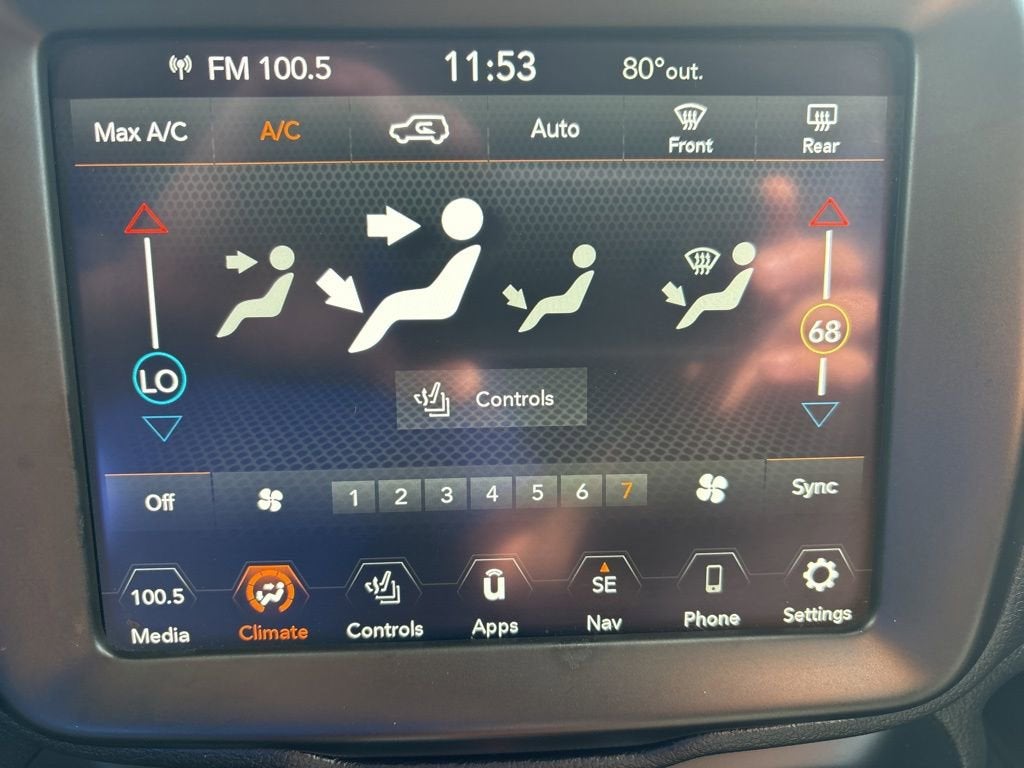 FM 100.5 11:53 80° out.
Max A/C A/C Auto Front Rear
LO 68
Controls
Off 1 2 3 4 5 6 7 Sync
100.5 SE
Media Climate Controls Apps Nav Phone Settings